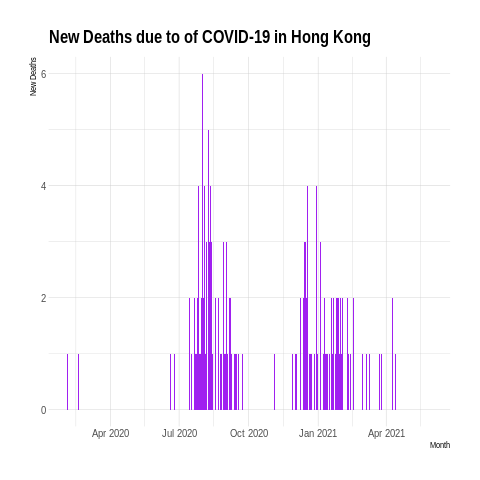 New Deaths due to of COVID-19 in Hong Kong
New Deaths
6
4
2
0
Apr 2020 Jul 2020 Oct 2020 Jan 2021 Apr 2021
Month